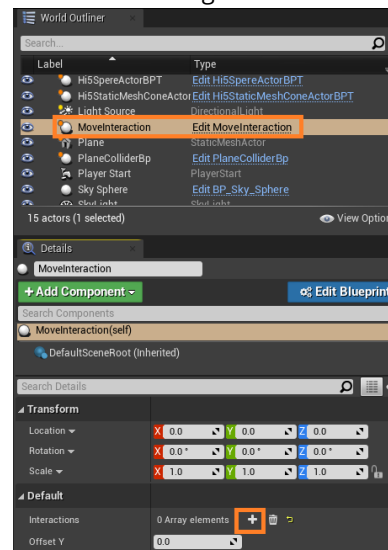 World Outliner
Search...
Label Type
Hi5SpereActorBPT Edit Hi5SpereActorBPT
Hi5StaticMeshConeActor Edit Hi5StaticMeshConeActorBPT
Light Source DirectionalLight
MoveInteraction Edit MoveInteraction
Plane StaticMeshActor
PlaneColliderBp Edit PlaneColliderBp
Player Start PlayerStart
Sky Sphere Edit BP_Sky_Sphere
SkyLight SkyLight
15 actors (1 selected) View Option
Details
MoveInteraction
+Add Component Edit Blueprint
Search Components
MoveInteraction(self)
DefaultSceneRoot (Inherited)
Search Details
Transform
Location X 0.0 Y 0.0 Z 0.0
Rotation X 0.0° Y 0.0° Z 0.0°
Scale X 1.0 Y 1.0 Z 1.0
Default
Interactions 0 Array elements
Offset Y 0.0